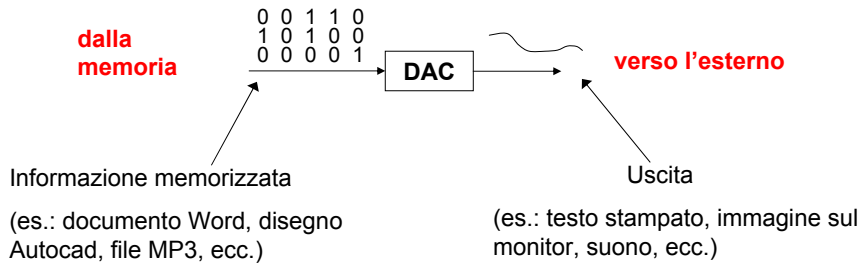 0 0 1 1 0
1 0 1 0 0
0 0 0 0 1
dalla
memoria
DAC
verso l'esterno
Informazione memorizzata
(es.: documento Word, disegno
Autocad, file MP3, ecc.)
Uscita
(es.: testo stampato, immagine sul
monitor, suono, ecc.)